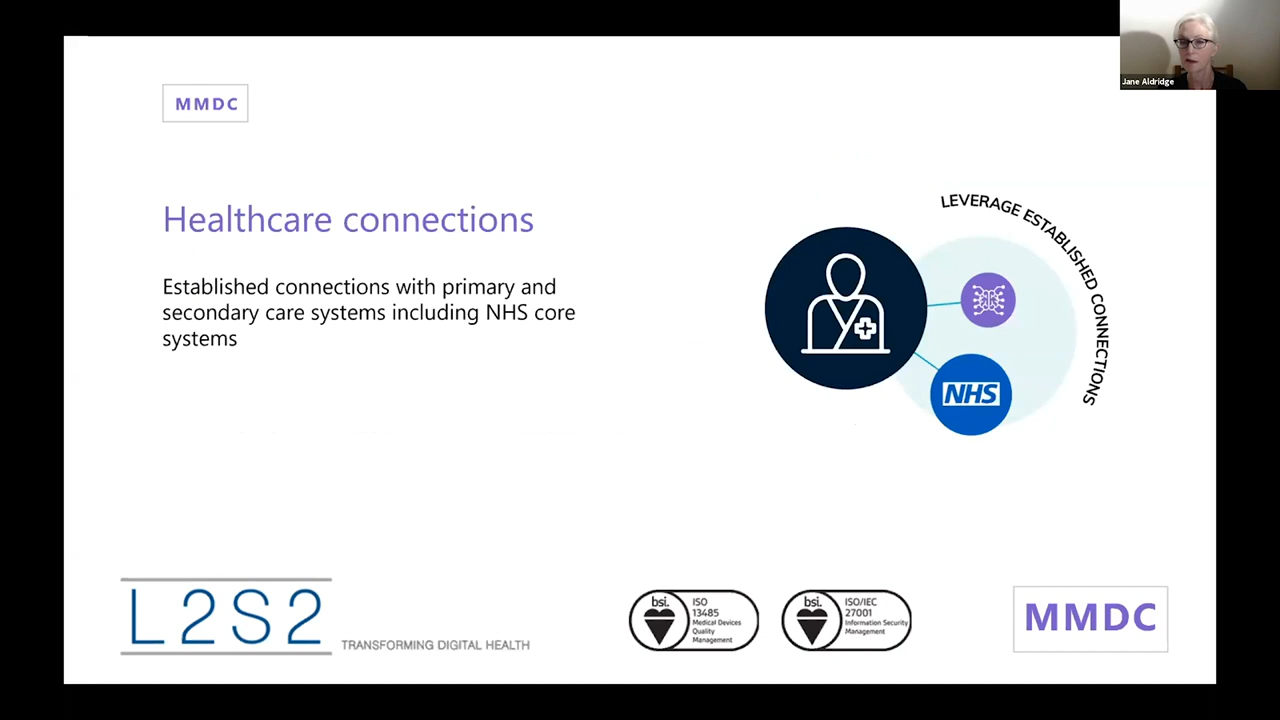 Jane Aldridge
MMDC
Healthcare connections
Established connections with primary and
secondary care systems including NHS core
systems
LEVERAGE ESTABLISHED CONNECTIONS
NHS
L2S2
TRANSFORMING DIGITAL HEALTH
bsi.
ISO
13485
Medical Devices
Quality
Management
bsi.
ISO/IEC
27001
Information Security
Management
MMDC